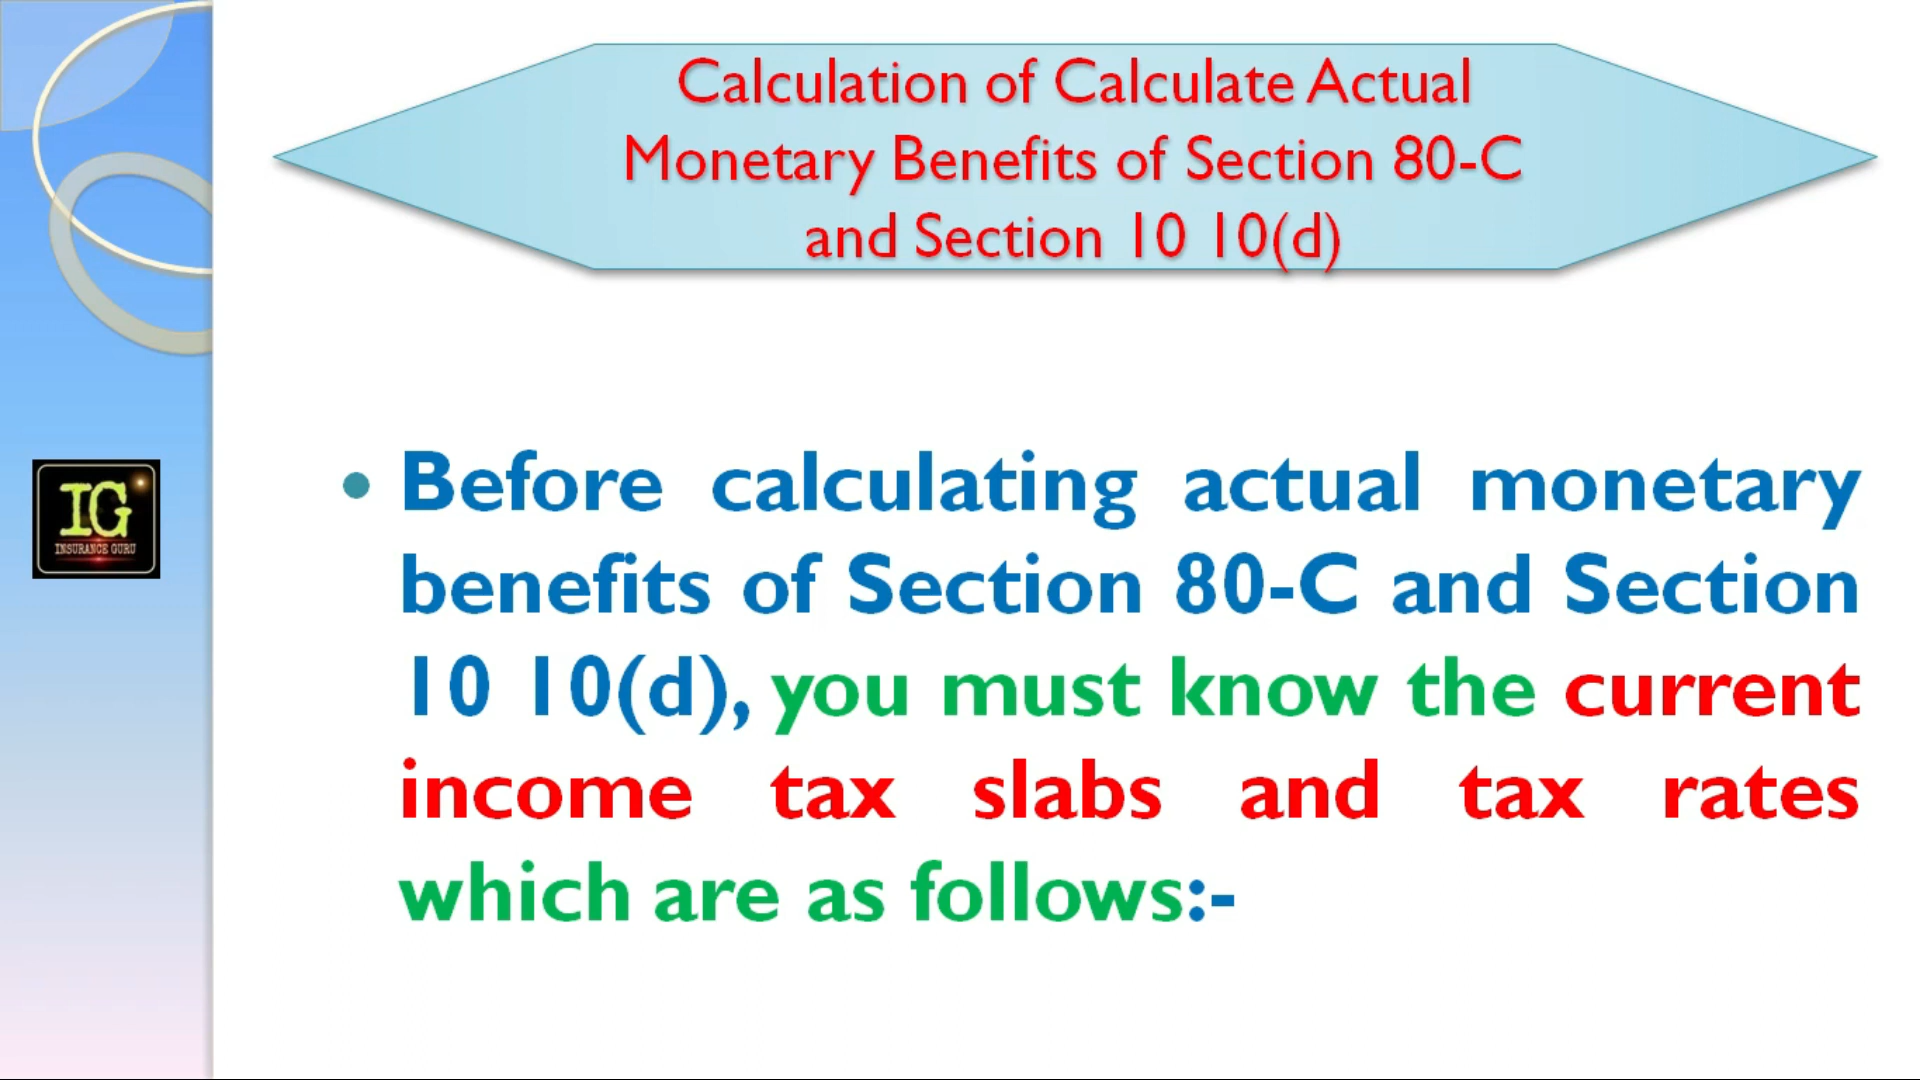 Calculation of Calculate Actual
Monetary Benefits of Section 80-C
and Section 10 10(d)
• Before calculating actual monetary
benefits of Section 80-C and Section
10 10(d), you must know the current
income tax slabs and tax rates
which are as follows:-
IG
INSURANCE GURU